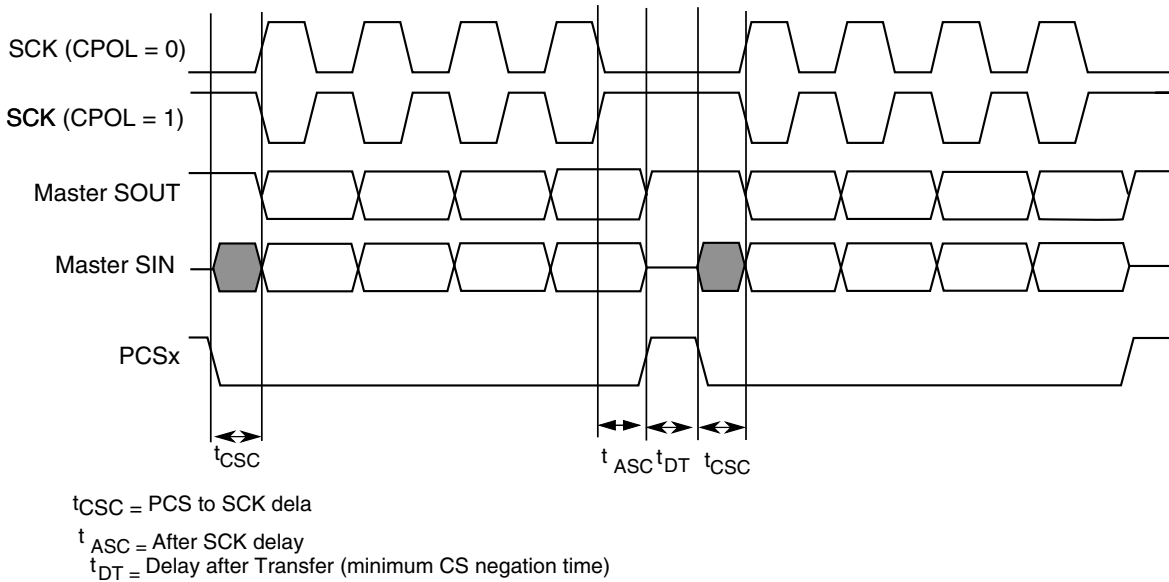 SCK (CPOL = 0)
SCK (CPOL = 1)
Master SOUT
Master SIN
PCSx
tCSC
t ASC
tDT
tCSC
tCSC = PCS to SCK dela
t ASC = After SCK delay
tDT = Delay after Transfer (minimum CS negation time)